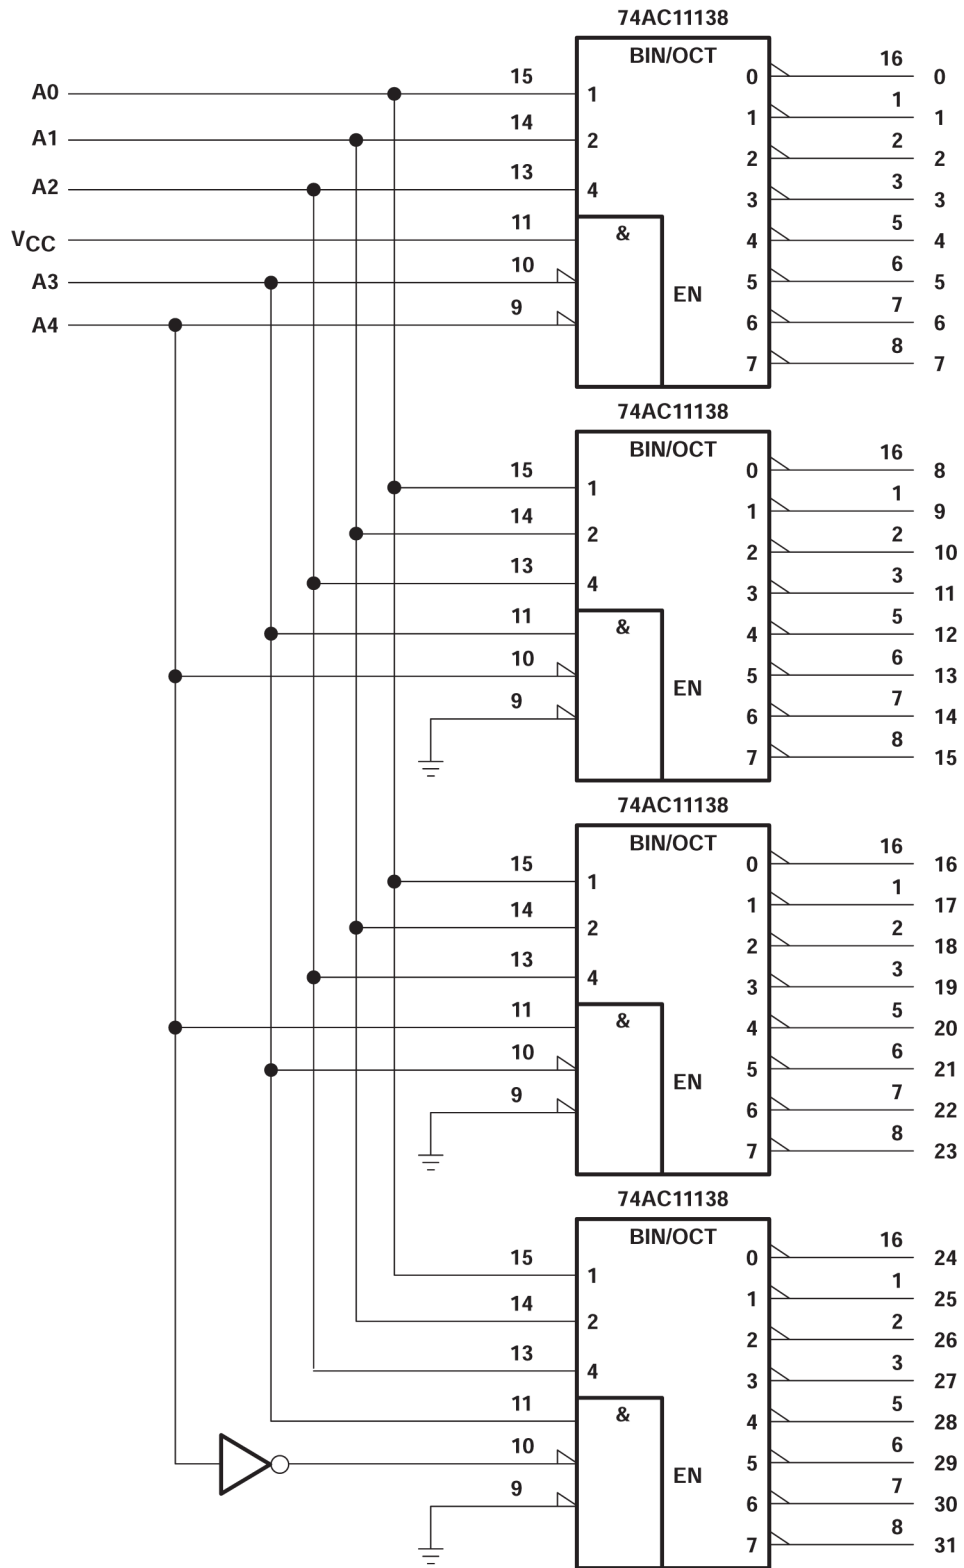 74AC11138
BIN/OCT
A0 15 1 0 16 0
A1 14 2 1 1 1
A2 13 4 2 2 2
3 3 3
VCC 11 & 4 5 4
A3 10 5 6 5
EN
A4 9 6 7 6
7 8 7
74AC11138
BIN/OCT
15 1 0 16 8
14 2 1 1 9
13 4 2 2 10
3 3 11
11 & 4 5 12
10 5 6 13
EN
9 6 7 14
7 8 15
74AC11138
BIN/OCT
15 1 0 16 16
14 2 1 1 17
13 4 2 2 18
3 3 19
11 & 4 5 20
10 5 6 21
EN
9 6 7 22
7 8 23
74AC11138
BIN/OCT
15 1 0 16 24
14 2 1 1 25
13 4 2 2 26
3 3 27
11 & 4 5 28
10 5 6 29
EN
9 6 7 30
7 8 31